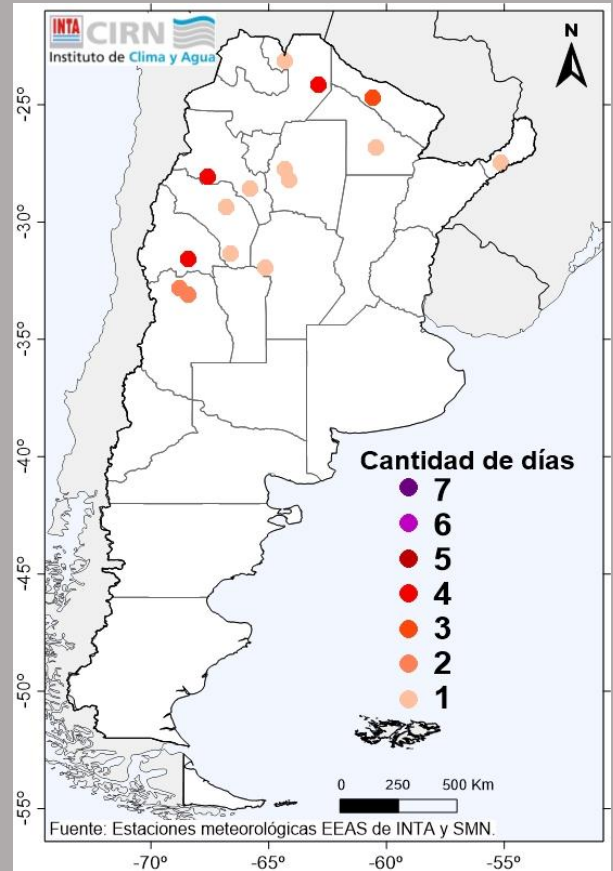 INTA CIRN
Instituto de Clima y Agua
N
-25°
-30°
-35°
-40°
-45°
-50°
-55°
Cantidad de días
7
6
5
4
3
2
1
0 250 500 Km
Fuente: Estaciones meteorológicas EEAS de INTA y SMN.
-70° -65° -60° -55°